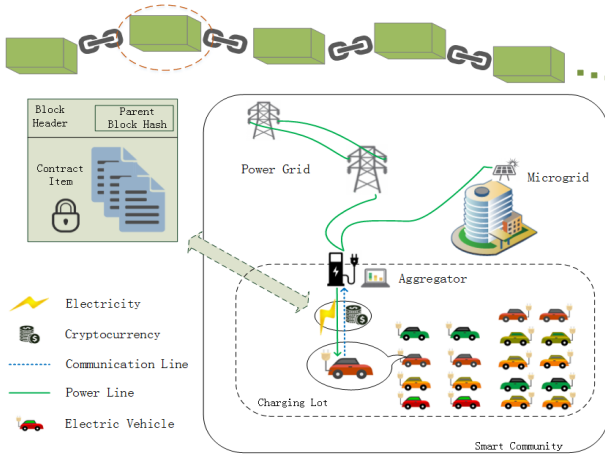 Block
Header
Parent
Block Hash
Contract
Item
Power Grid
Microgrid
Aggregator
Electricity
Cryptocurrency
Communication Line
Power Line
Electric Vehicle
Charging Lot
Smart Community